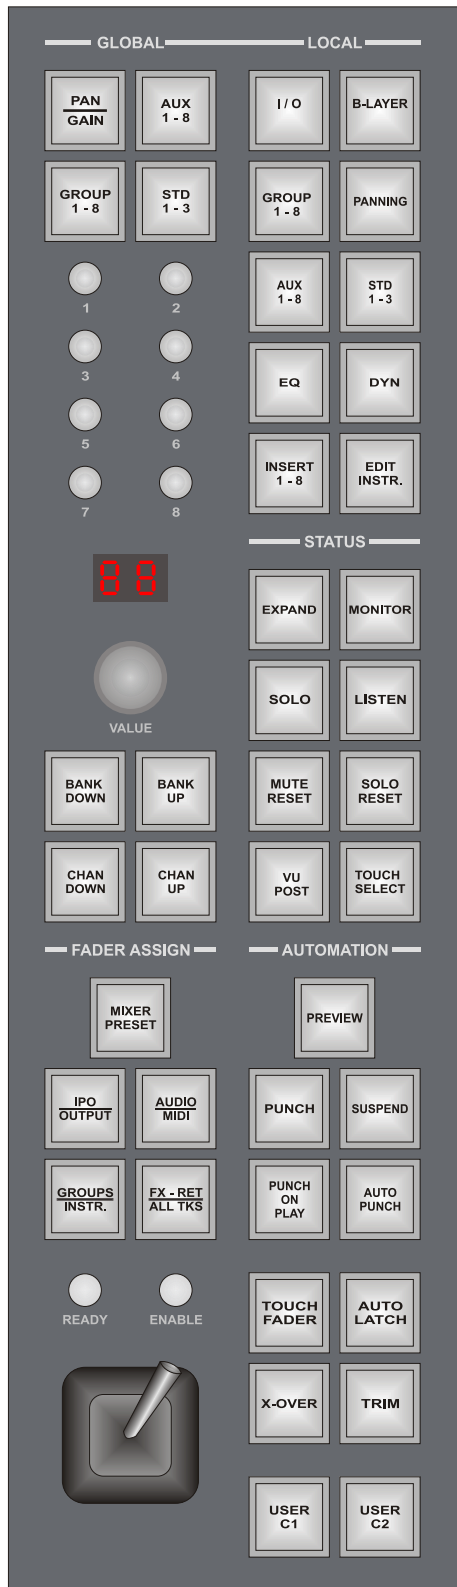 GLOBAL
LOCAL
PAN
GAIN
AUX
1 - 8
I / O
B-LAYER
GROUP
1 - 8
STD
1 - 3
GROUP
1 - 8
PANNING
1
2
AUX
1 - 8
STD
1 - 3
3
4
EQ
DYN
5
6
INSERT
1 - 8
EDIT
INSTR.
7
8
STATUS
88
EXPAND
MONITOR
VALUE
SOLO
LISTEN
BANK
DOWN
BANK
UP
MUTE
RESET
SOLO
RESET
CHAN
DOWN
CHAN
UP
VU
POST
TOUCH
SELECT
FADER ASSIGN
AUTOMATION
MIXER
PRESET
PREVIEW
IPO
OUTPUT
AUDIO
MIDI
PUNCH
SUSPEND
GROUPS
INSTR.
FX - RET
ALL TKS
PUNCH
ON
PLAY
AUTO
PUNCH
READY
ENABLE
TOUCH
FADER
AUTO
LATCH
X-OVER
TRIM
USER
C1
USER
C2